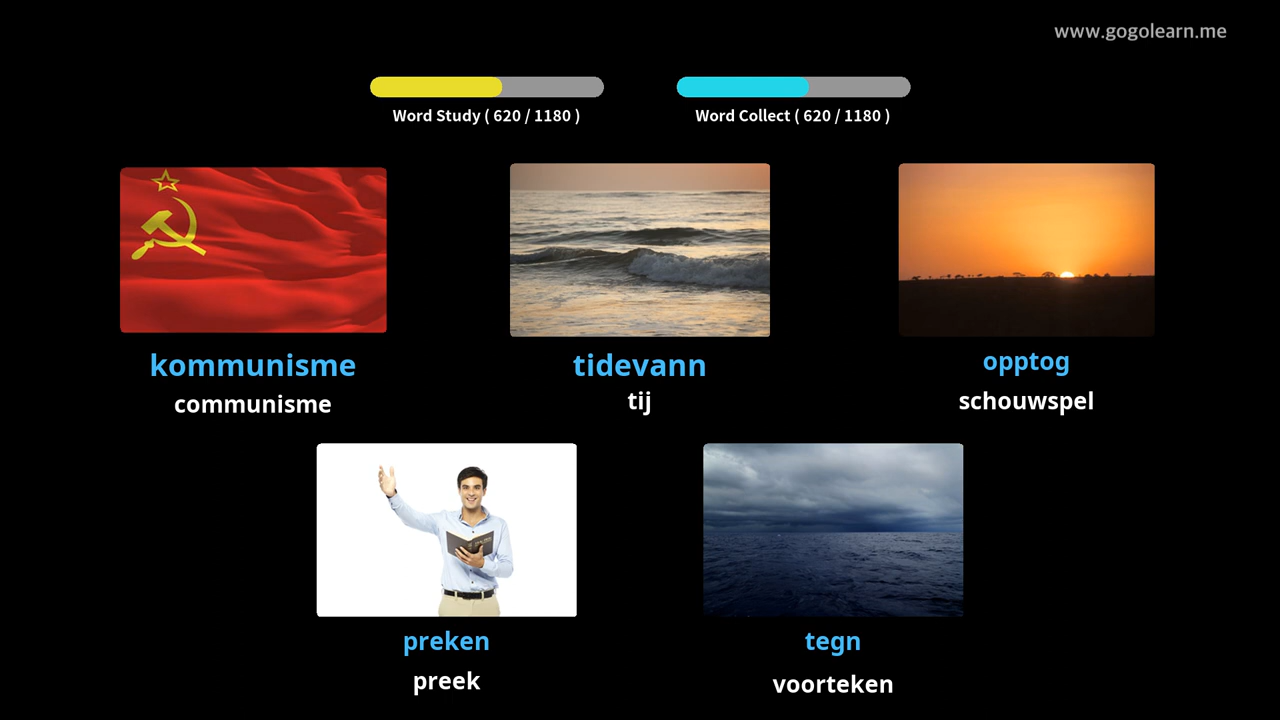 www.gogolearn.me
Word Study ( 620 / 1180 )
Word Collect ( 620 / 1180 )
kommunisme
communisme
tidevann
tij
opptog
schouwspel
preken
preek
tegn
voorteken